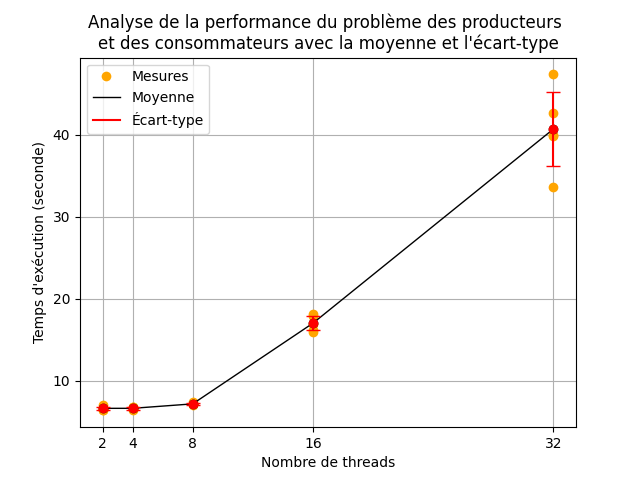 Analyse de la performance du problème des producteurs
et des consommateurs avec la moyenne et l'écart-type
Mesures
Moyenne
Écart-type
Temps d'exécution (seconde)
40
30
20
10
2 4 8 16 32
Nombre de threads